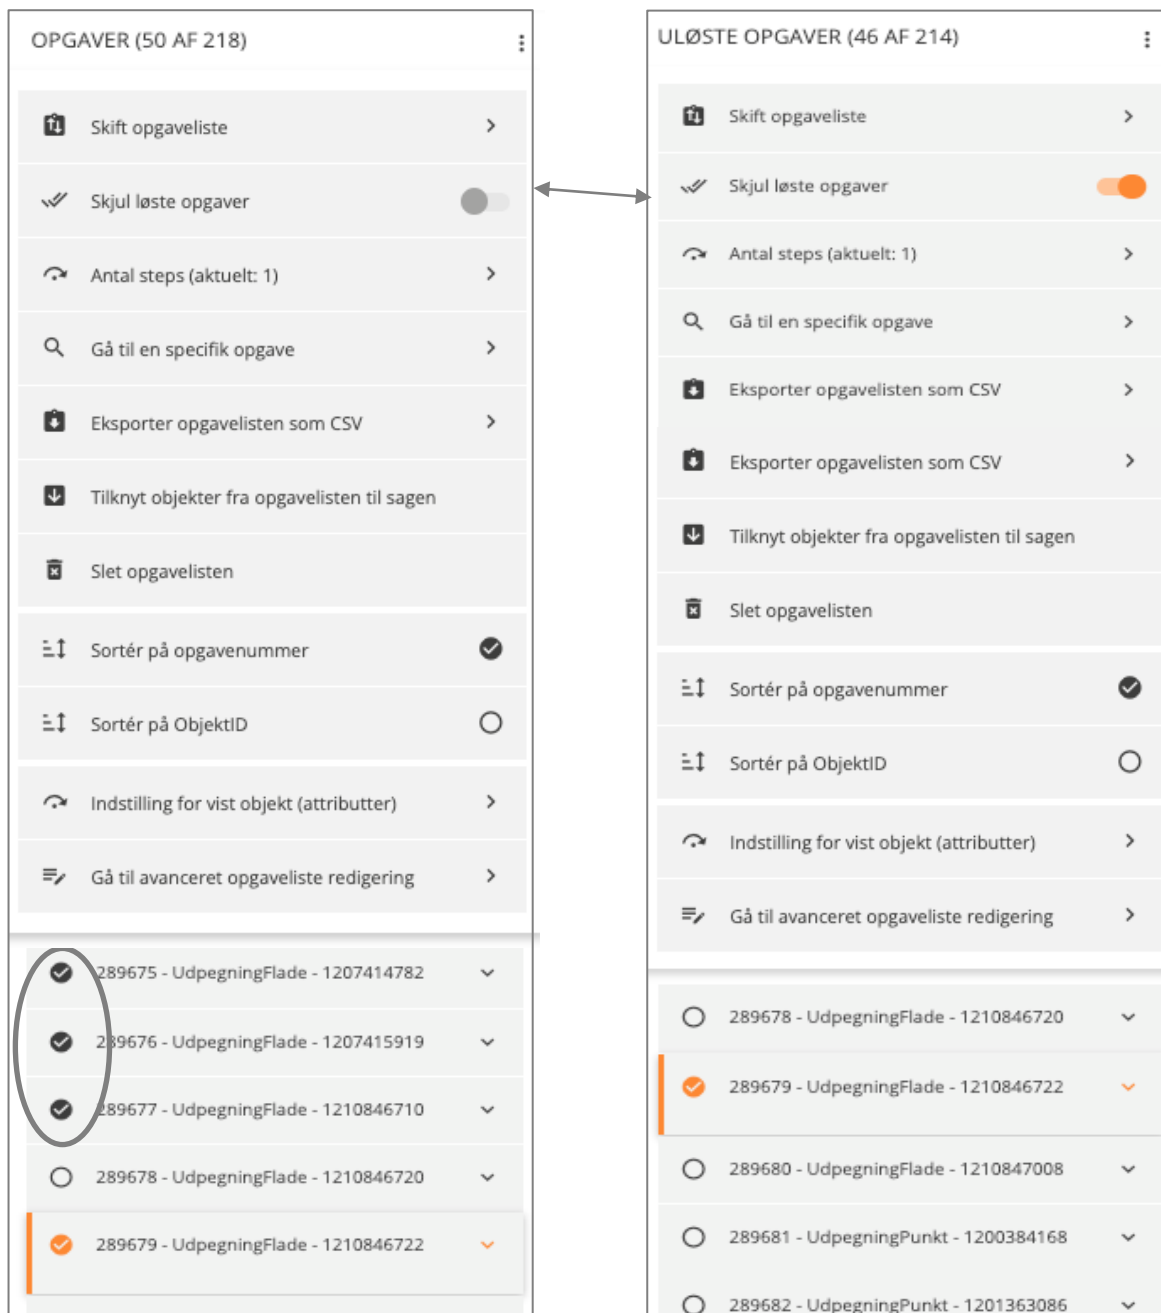 OPGAVER (50 AF 218)
Skift opgaveliste
Skjul løste opgaver
Antal steps (aktuelt: 1)
Gå til en specifik opgave
Eksporter opgavelisten som CSV
Tilknyt objekter fra opgavelisten til sagen
Slet opgavelisten
Sortér på opgavenummer
Sortér på ObjektID
Indstilling for vist objekt (attributter)
Gå til avanceret opgaveliste redigering
289675 - UdpegningFlade - 1207414782
289676 - UdpegningFlade - 1207415919
289677 - UdpegningFlade - 1210846710
289678 - UdpegningFlade - 1210846720
289679 - UdpegningFlade - 1210846722
ULØSTE OPGAVER (46 AF 214)
Skift opgaveliste
Skjul løste opgaver
Antal steps (aktuelt: 1)
Gå til en specifik opgave
Eksporter opgavelisten som CSV
Eksporter opgavelisten som CSV
Tilknyt objekter fra opgavelisten til sagen
Slet opgavelisten
Sortér på opgavenummer
Sortér på ObjektID
Indstilling for vist objekt (attributter)
Gå til avanceret opgaveliste redigering
289678 - UdpegningFlade - 1210846720
289679 - UdpegningFlade - 1210846722
289680 - UdpegningFlade - 1210847008
289681 - UdpegningPunkt - 1200384168
289682 - UdpegningPunkt - 1201363086